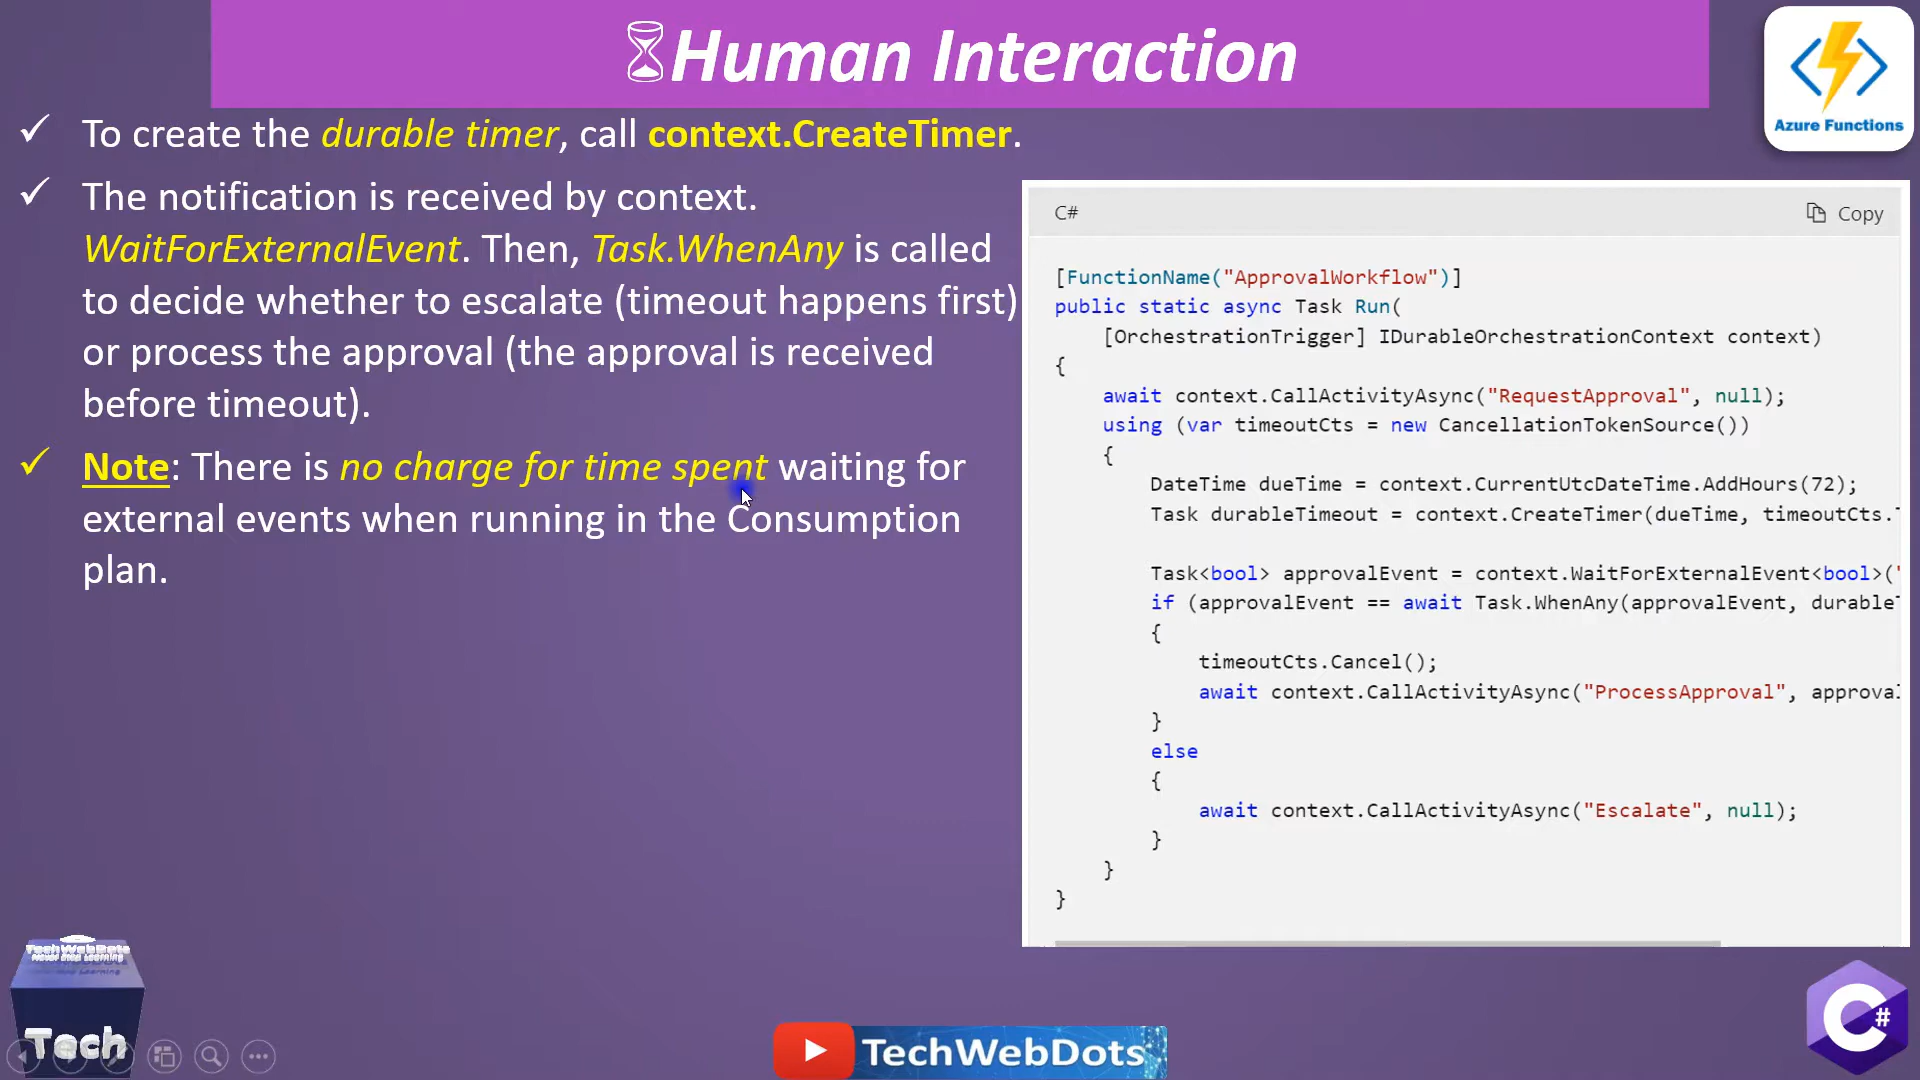 ⏳Human Interaction
Azure Functions
✓ To create the durable timer, call context.CreateTimer.
✓ The notification is received by context.
WaitForExternalEvent. Then, Task.WhenAny is called
to decide whether to escalate (timeout happens first)
or process the approval (the approval is received
before timeout).
✓ Note: There is no charge for time spent waiting for
external events when running in the Consumption
plan.
C#
Copy
[FunctionName("ApprovalWorkflow")]
public static async Task Run(
    [OrchestrationTrigger] IDurableOrchestrationContext context)
{
    await context.CallActivityAsync("RequestApproval", null);
    using (var timeoutCts = new CancellationTokenSource())
    {
        DateTime dueTime = context.CurrentUtcDateTime.AddHours(72);
        Task durableTimeout = context.CreateTimer(dueTime, timeoutCts.
        Task<bool> approvalEvent = context.WaitForExternalEvent<bool>("
        if (approvalEvent == await Task.WhenAny(approvalEvent, durable
        {
            timeoutCts.Cancel();
            await context.CallActivityAsync("ProcessApproval", approval
        }
        else
        {
            await context.CallActivityAsync("Escalate", null);
        }
    }
}
TechWebDots
Never End Learning
Tech
TechWebDots
C#